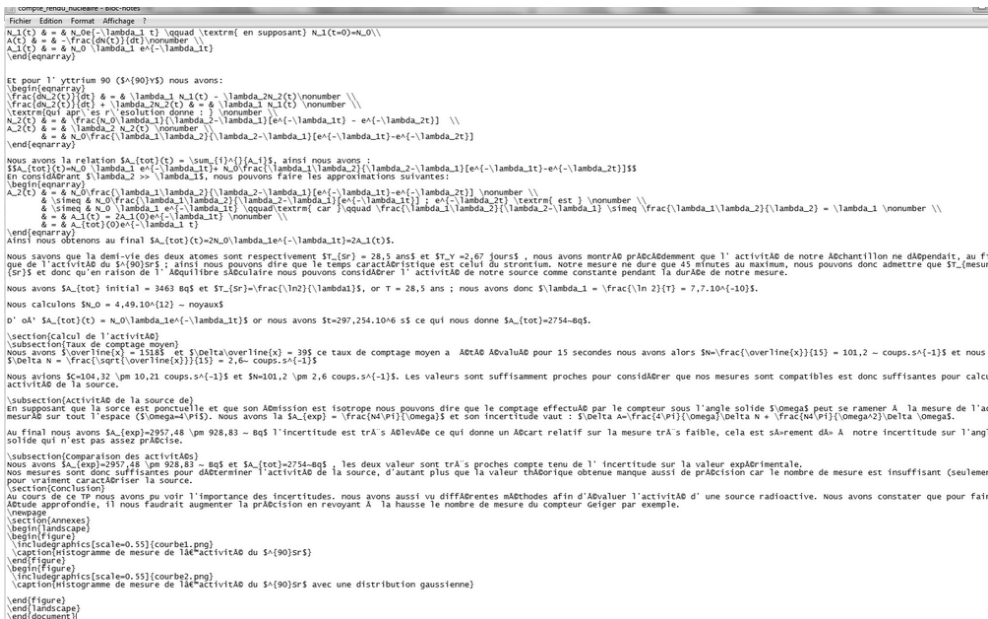 compte_rendu_nucleaire - Bloc-notes
Fichier Edition Format Affichage ?
N_1(t) & = & N_0e{-\lambda_1 t} \qquad \textrm{ en supposant} N_1(t=0)=N_0\\
A(t) & = & -\frac{dN(t)}{dt}\nonumber \\
A_1(t) & = & N_0 \lambda_1 e^{-\lambda_1t}
\end{eqnarray}
Et pour l' yttrium 90 ($^{90}Y$) nous avons:
\begin{eqnarray}
\frac{dN_2(t)}{dt} & = & \lambda_1 N_1(t) - \lambda_2N_2(t)\nonumber \\
\frac{dN_2(t)}{dt} + \lambda_2N_2(t) & = & \lambda_1 N_1(t) \nonumber \\
\textrm{Qui apr\`es r\'esolution donne : } \nonumber \\
N_2(t) & = & \frac{N_0\lambda_1}{\lambda_2-\lambda_1}[e^{-\lambda_1t} - e^{-\lambda_2t}] \\
A_2(t) & = & \lambda_2 N_2(t) \nonumber \\
& = & N_0\frac{\lambda_1\lambda_2}{\lambda_2-\lambda_1}[e^{-\lambda_1t}-e^{-\lambda_2t}]
\end{eqnarray}
Nous avons la relation $A_{tot}(t) = \sum_{i}^{}{A_i}$, ainsi nous avons :
$$A_{tot}(t)=N_0 \lambda_1 e^{-\lambda_1t}+ N_0\frac{\lambda_1\lambda_2}{\lambda_2-\lambda_1}[e^{-\lambda_1t}-e^{-\lambda_2t}]$$
En considÃ©rant $\lambda_2 >> \lambda_1$, nous pouvons faire les approximations suivantes:
\begin{eqnarray}
A_2(t) & = & N_0\frac{\lambda_1\lambda_2}{\lambda_2-\lambda_1}[e^{-\lambda_1t}-e^{-\lambda_2t}] \nonumber \\
& \simeq & N_0\frac{\lambda_1\lambda_2}{\lambda_2-\lambda_1}[e^{-\lambda_1t}] ; e^{-\lambda_2t} \textrm{ est } \nonumber \\
& \simeq & N_0 \lambda_1 e^{-\lambda_1t} \qquad\textrm{ car }\qquad \frac{\lambda_1\lambda_2}{\lambda_2-\lambda_1} \simeq \frac{\lambda_1\lambda_2}{\lambda_2} = \lambda_1 \nonumber \\
& = & A_1(t) = 2A_1(0)e^{-\lambda_1t} \nonumber \\
& = & A_{tot}(0)e^{-\lambda_1 t}
\end{eqnarray}
Ainsi nous obtenons au final $A_{tot}(t)=2N_0\lambda_1e^{-\lambda_1t}=2A_1(t)$.
Nous savons que la demi-vie des deux atomes sont respectivement $T_{Sr} = 28,5 ans$ et $T_Y =2,67 jours$ , nous avons montrÃ© prÃ©cÃ©demment que l' activitÃ© de notre Ã©chantillon ne dÃ©pendait, au fi
que de l'activitÃ© du $^{90}Sr$ ; ainsi nous pouvons dire que le temps caractÃ©ristique est celui du strontium. Notre mesure ne dure que 45 minutes au maximum, nous pouvons donc admettre que $T_{mesur
{Sr}$ et donc qu'en raison de l' Ã©quilibre sÃ©culaire nous pouvons considÃ©rer l' activitÃ© de notre source comme constante pendant la durÃ©e de notre mesure.
Nous avons $A_{tot} initial = 3463 Bq$ et $T_{Sr}=\frac{\ln2}{\lambda1}$, or T = 28,5 ans ; nous avons donc $\lambda_1 = \frac{\ln 2}{T} = 7,7.10^{-10}$.
Nous calculons $N_0 = 4,49.10^{12} ~ noyaux$
D' oÃ¹ $A_{tot}(t) = N_0\lambda_1e^{-\lambda_1t}$ or nous avons $t=297,254.10^6 s$ ce qui nous donne $A_{tot}=2754~Bq$.
\section{Calcul de l'activitÃ©}
\subsection{Taux de comptage moyen}
Nous avons $\overline{x} = 1518$ et $\Delta\overline{x} = 39$ ce taux de comptage moyen a Ã©tÃ© Ã©valuÃ© pour 15 secondes nous avons alors $N=\frac{\overline{x}}{15} = 101,2 ~ coups.s^{-1}$ et nous
$\Delta N = \frac{\sqrt{\overline{x}}}{15} = 2,6~ coups.s^{-1}$
Nous avions $C=104,32 \pm 10,21 coups.s^{-1}$ et $N=101,2 \pm 2,6 coups.s^{-1}$. Les valeurs sont suffisamment proches pour considÃ©rer que nos mesures sont compatibles est donc suffisantes pour calcu
activitÃ© de la source.
\subsection{ActivitÃ© de la source de}
En supposant que la sorce est ponctuelle et que son Ã©mission est isotrope nous pouvons dire que le comptage effectuÃ© par le compteur sous l'angle solide $\Omega$ peut se ramener Ã  la mesure de l'ac
mesurÃ© sur tout l'espace ($\Omega=4\Pi$). Nous avons la $A_{exp} = \frac{N4\Pi}{\Omega}$ et son incertitude vaut : $\Delta A=\frac{4\Pi}{\Omega}\Delta N + \frac{N4\Pi}{\Omega^2}\Delta \Omega$.
Au final nous avons $A_{exp}=2957,48 \pm 928,83 ~ Bq$ l'incertitude est trÃ¨s Ã©levÃ©e ce qui donne un Ã©cart relatif sur la mesure trÃ¨s faible, cela est sÃ»rement dÃ» Ã  notre incertitude sur l'angl
solide qui n'est pas assez prÃ©cise.
\subsection{Comparaison des activitÃ©s}
Nous avons $A_{exp}=2957,48 \pm 928,83 ~ Bq$ et $A_{tot}=2754~Bq$ , les deux valeur sont trÃ¨s proches compte tenu de l' incertitude sur la valeur expÃ©rimentale.
Nos mesures sont donc suffisantes pour dÃ©terminer l'activitÃ© de la source, d'autant plus que la valeur thÃ©orique obtenue manque aussi de prÃ©cision car le nombre de mesure est insuffisant (seulemen
pour vraiment caractÃ©riser la source.
\section{Conclusion}
Au cours de ce TP nous avons pu voir l'importance des incertitudes. nous avons aussi vu diffÃ©rentes mÃ©thodes afin d'Ã©valuer l'activitÃ© d' une source radioactive. Nous avons constater que pour fair
Ã©tude approfondie, il nous faudrait augmenter la prÃ©cision en revoyant Ã  la hausse le nombre de mesure du compteur Geiger par exemple.
\newpage
\section{Annexes}
\begin{landscape}
\begin{figure}
\includegraphics[scale=0.55]{courbe1.png}
\caption{Histogramme de mesure de lâ€™activitÃ© du $^{90}Sr$}
\end{figure}
\begin{figure}
\includegraphics[scale=0.55]{courbe2.png}
\caption{Histogramme de mesure de lâ€™activitÃ© du $^{90}Sr$ avec une distribution gaussienne}
\end{figure}
\end{landscape}
\end{document}